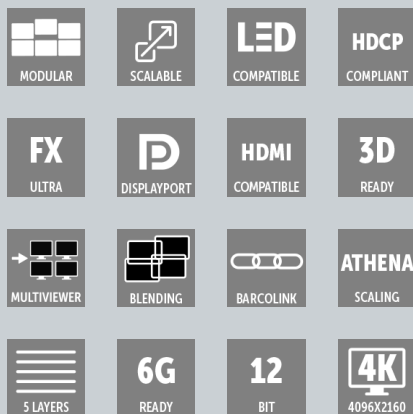 MODULAR
SCALABLE
LED
COMPATIBLE
HDCP
COMPLIANT
FX
ULTRA
DISPLAYPORT
HDMI
COMPATIBLE
3D
READY
MULTIVIEWER
BLENDING
BARCOLINK
ATHENA
SCALING
5 LAYERS
6G
READY
12
BIT
4K
4096X2160